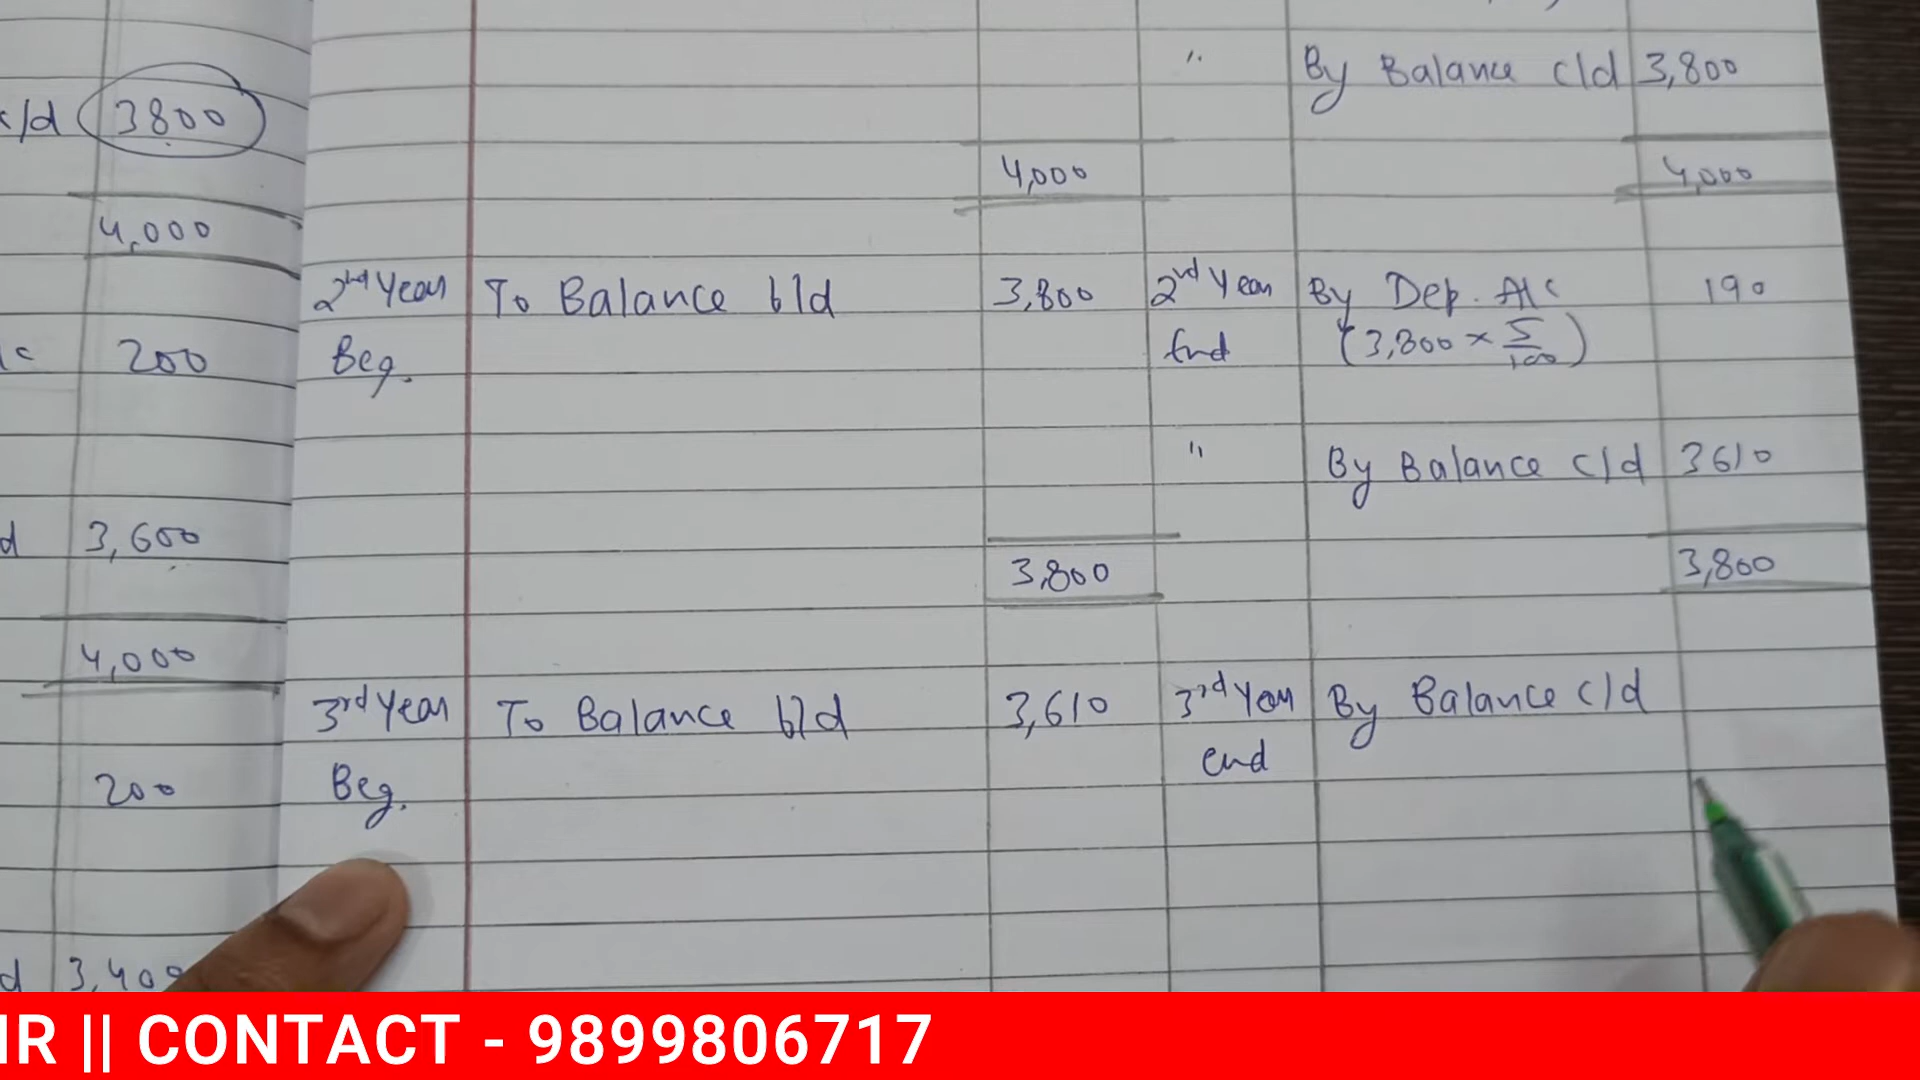 " By Balance c/d 3,800
c/d 3800
4,000 4,000
4,000
2nd Year To Balance b/d 3,800 2nd Year By Dep. A/c 190
200 Beg. End (3,800 × 5/100)
" By Balance c/d 3610
d 3,600
3,800 3,800
4,000
3rd Year To Balance b/d 3,610 3rd Year By Balance c/d
200 Beg. end
d 3,400
IR || CONTACT - 9899806717